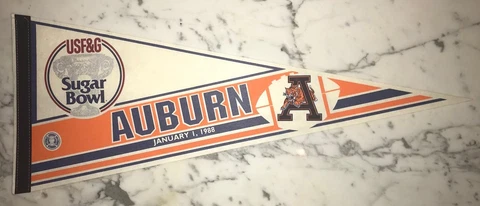 USF&G
Sugar
Bowl
AUBURN
JANUARY 1, 1988
A